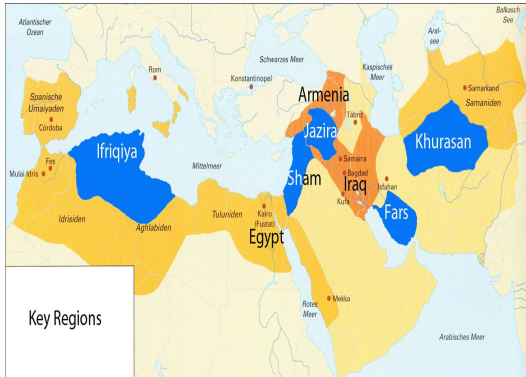 Atlantischer
Ozean
Balkasch
See
Aral-
see
Schwarzes Meer
Kaspisches
Meer
Rom
Konstantinopel
Spanische
Umaiyaden
Córdoba
Armenia
Samarkand
Samaniden
Täbriz
Jazira
Ifriqiya
Khurasan
Fes
Mulai Idris
Mittelmeer
Samarra
Bagdad
Sham
Iraq
Isfahan
Kufa
Idrisiden
Aghlabiden
Tuluniden
Kairo
(Fustat)
Fars
Egypt
Rotes
Meer
Mekka
Key Regions
Arabisches Meer